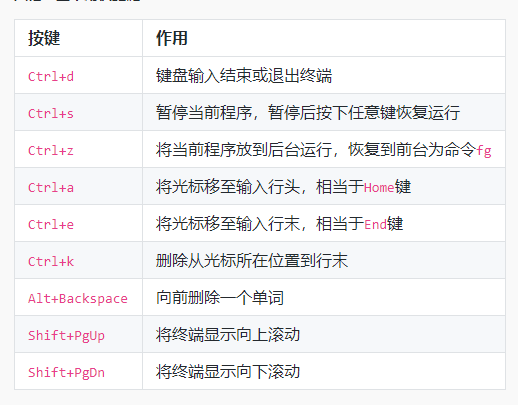 按键 作用
Ctrl+d 键盘输入结束或退出终端
Ctrl+s 暂停当前程序，暂停后按下任意键恢复运行
Ctrl+z 将当前程序放到后台运行，恢复到前台为命令fg
Ctrl+a 将光标移至输入行头，相当于Home键
Ctrl+e 将光标移至输入行末，相当于End键
Ctrl+k 删除从光标所在位置到行末
Alt+Backspace 向前删除一个单词
Shift+PgUp 将终端显示向上滚动
Shift+PgDn 将终端显示向下滚动